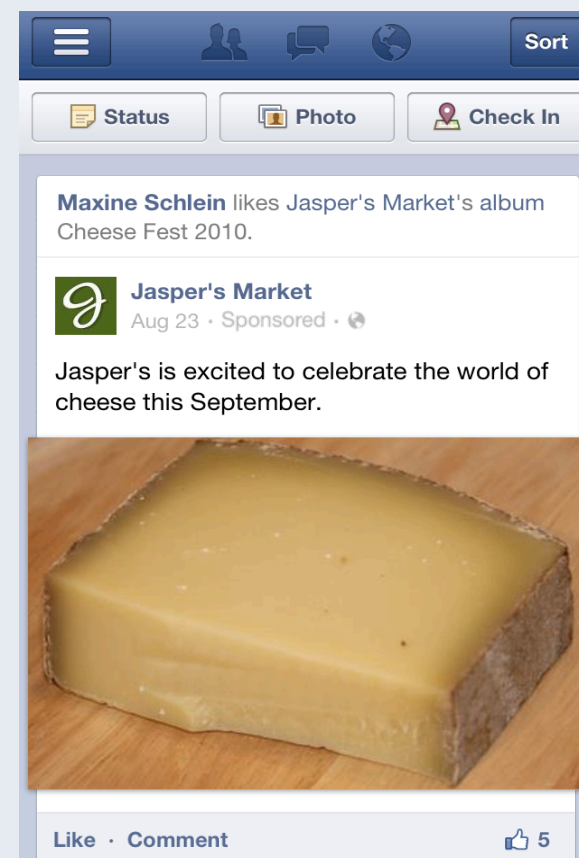 Sort
Status
Photo
Check In
Maxine Schlein likes Jasper's Market's album
Cheese Fest 2010.
Jasper's Market
Aug 23 · Sponsored ·
Jasper's is excited to celebrate the world of
cheese this September.
Like · Comment
5